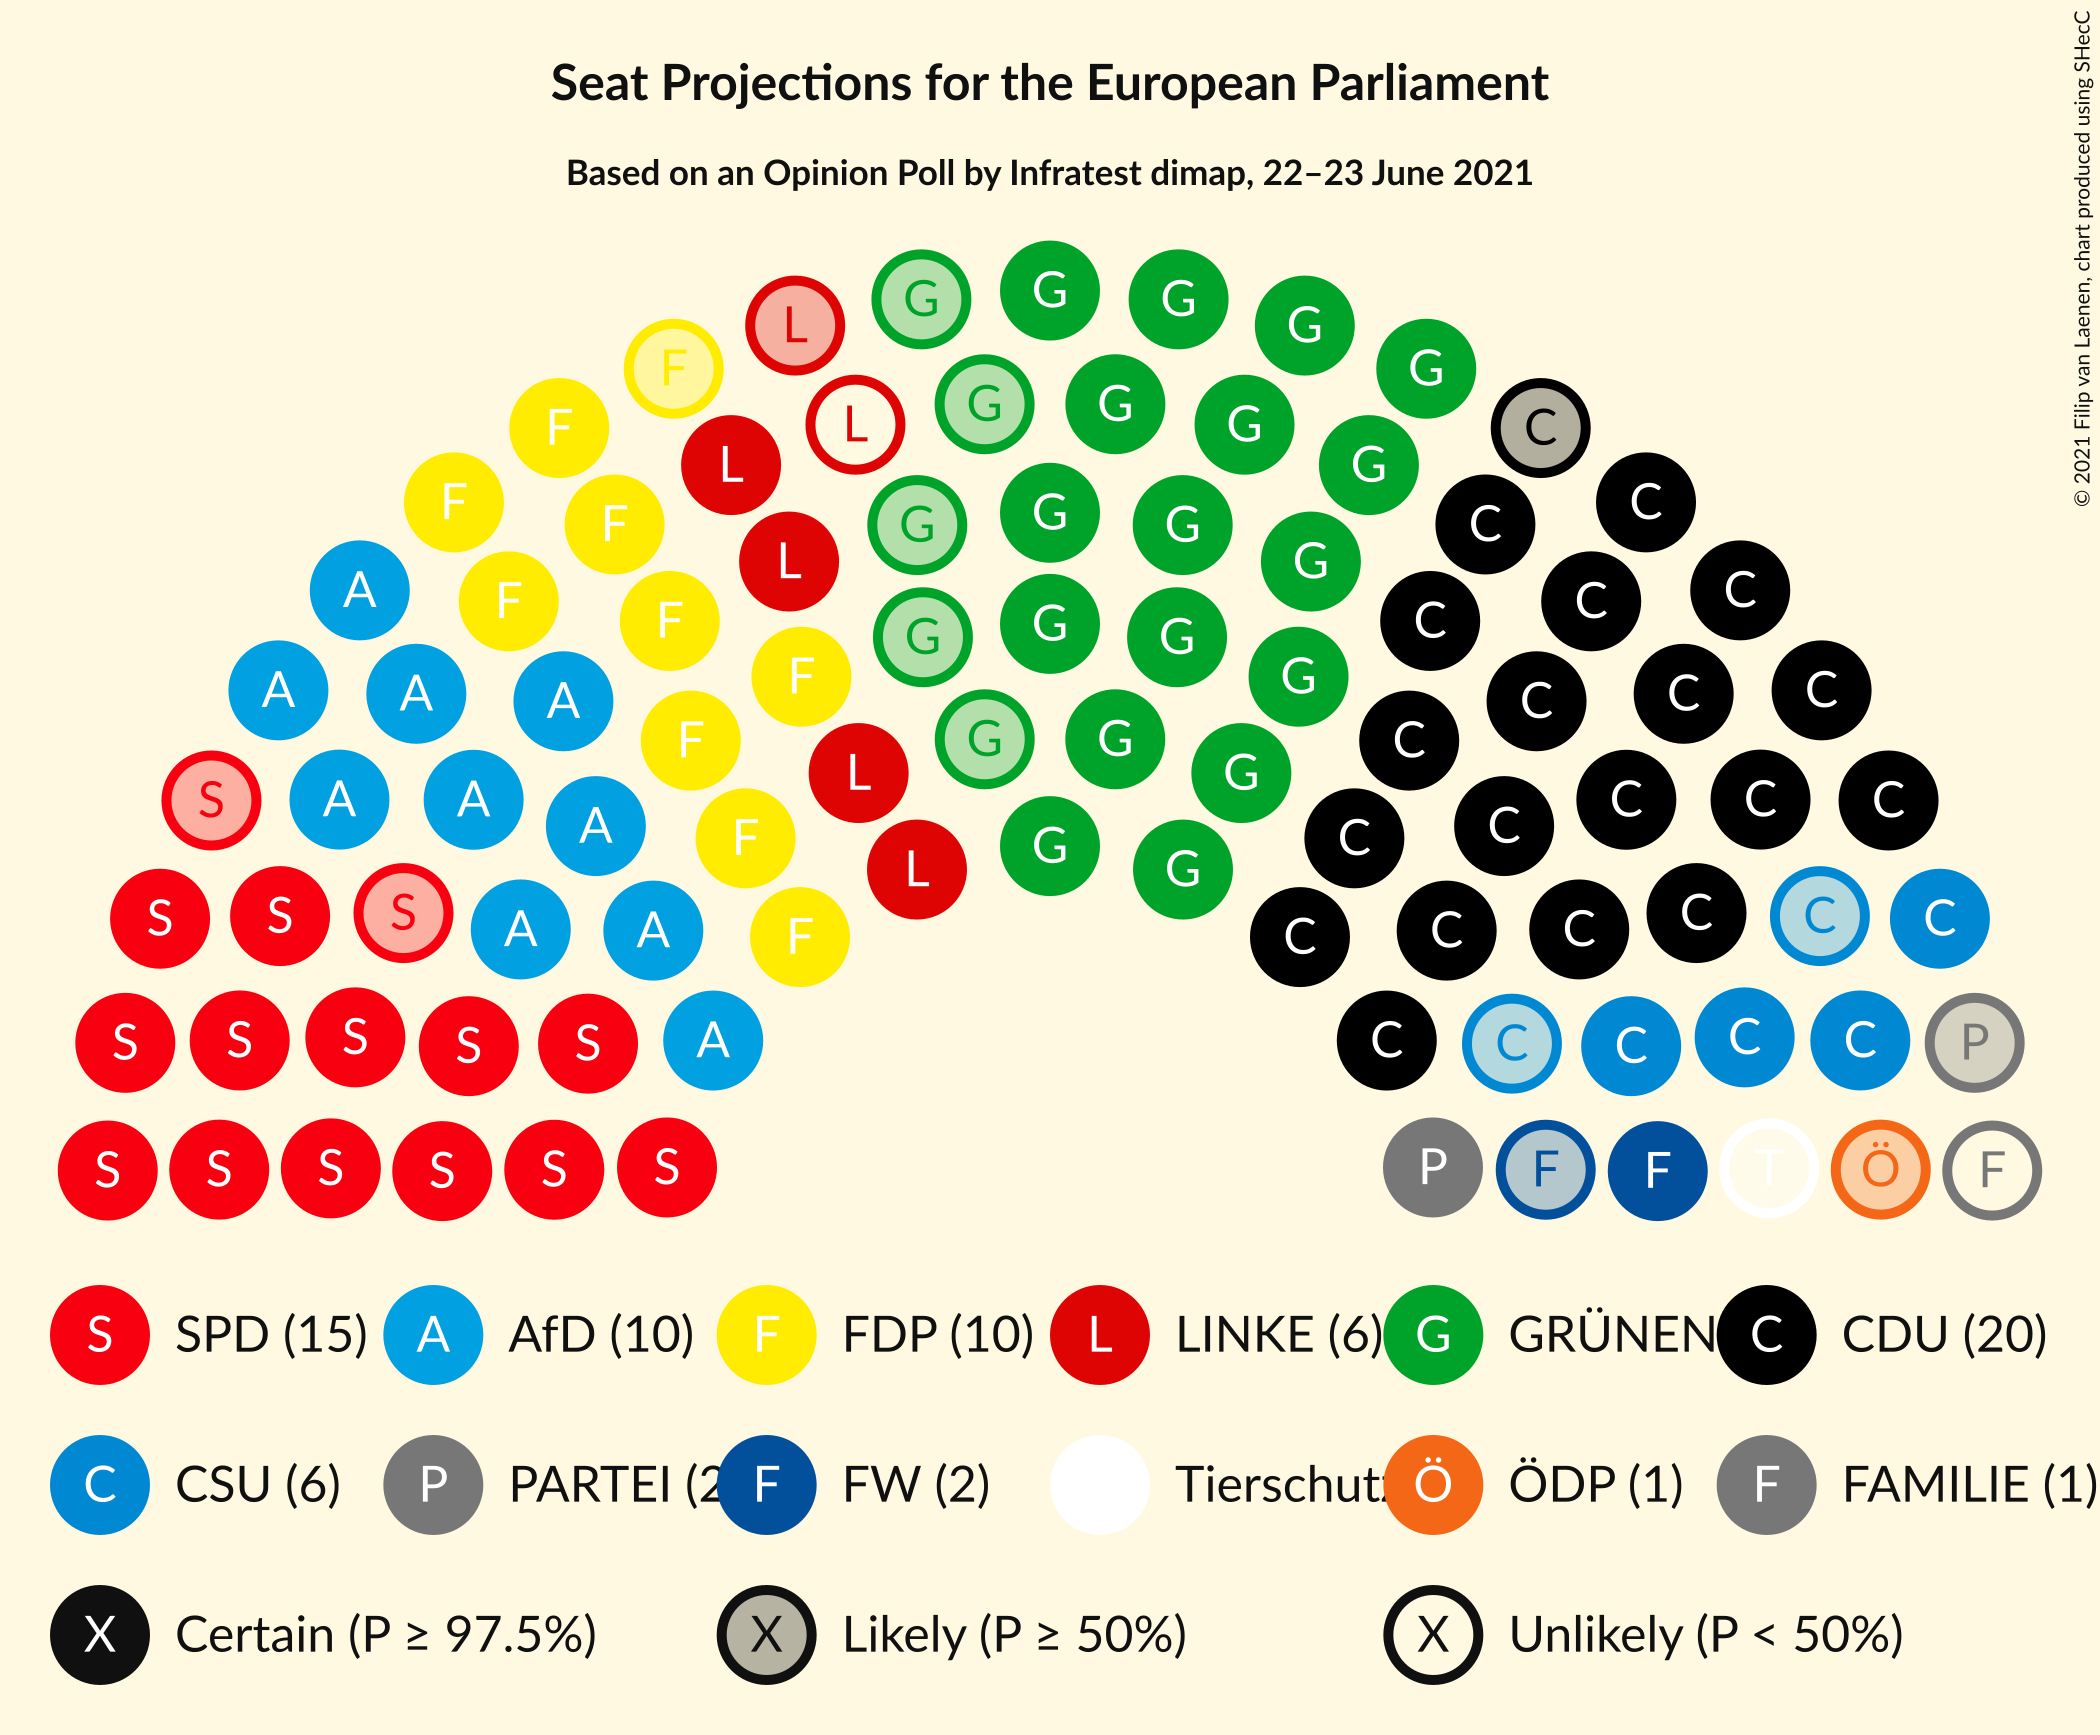 Seat Projections for the European Parliament
Based on an Opinion Poll by Infratest dimap, 22–23 June 2021
© 2021 Filip van Laenen, chart produced using SHecC
G
G G
L G G
F G G
G G
F L G G C
L G
F F C C
L G
F G G C
L G G
A F C C
F G C C
F G G
A A A F G G C C C C
F G C
L G
S A A A F C C C C C
G G
S S S A A F L C C C C C C
S S S S S A C C C C C P
S S S S S S P F F T Ö F
S SPD (15) A AfD (10) F FDP (10) L LINKE (6) G GRÜNEN C CDU (20)
C CSU (6) P PARTEI (2 F FW (2) Tierschutz Ö ÖDP (1) F FAMILIE (1)
X Certain (P ≥ 97.5%) X Likely (P ≥ 50%) X Unlikely (P < 50%)